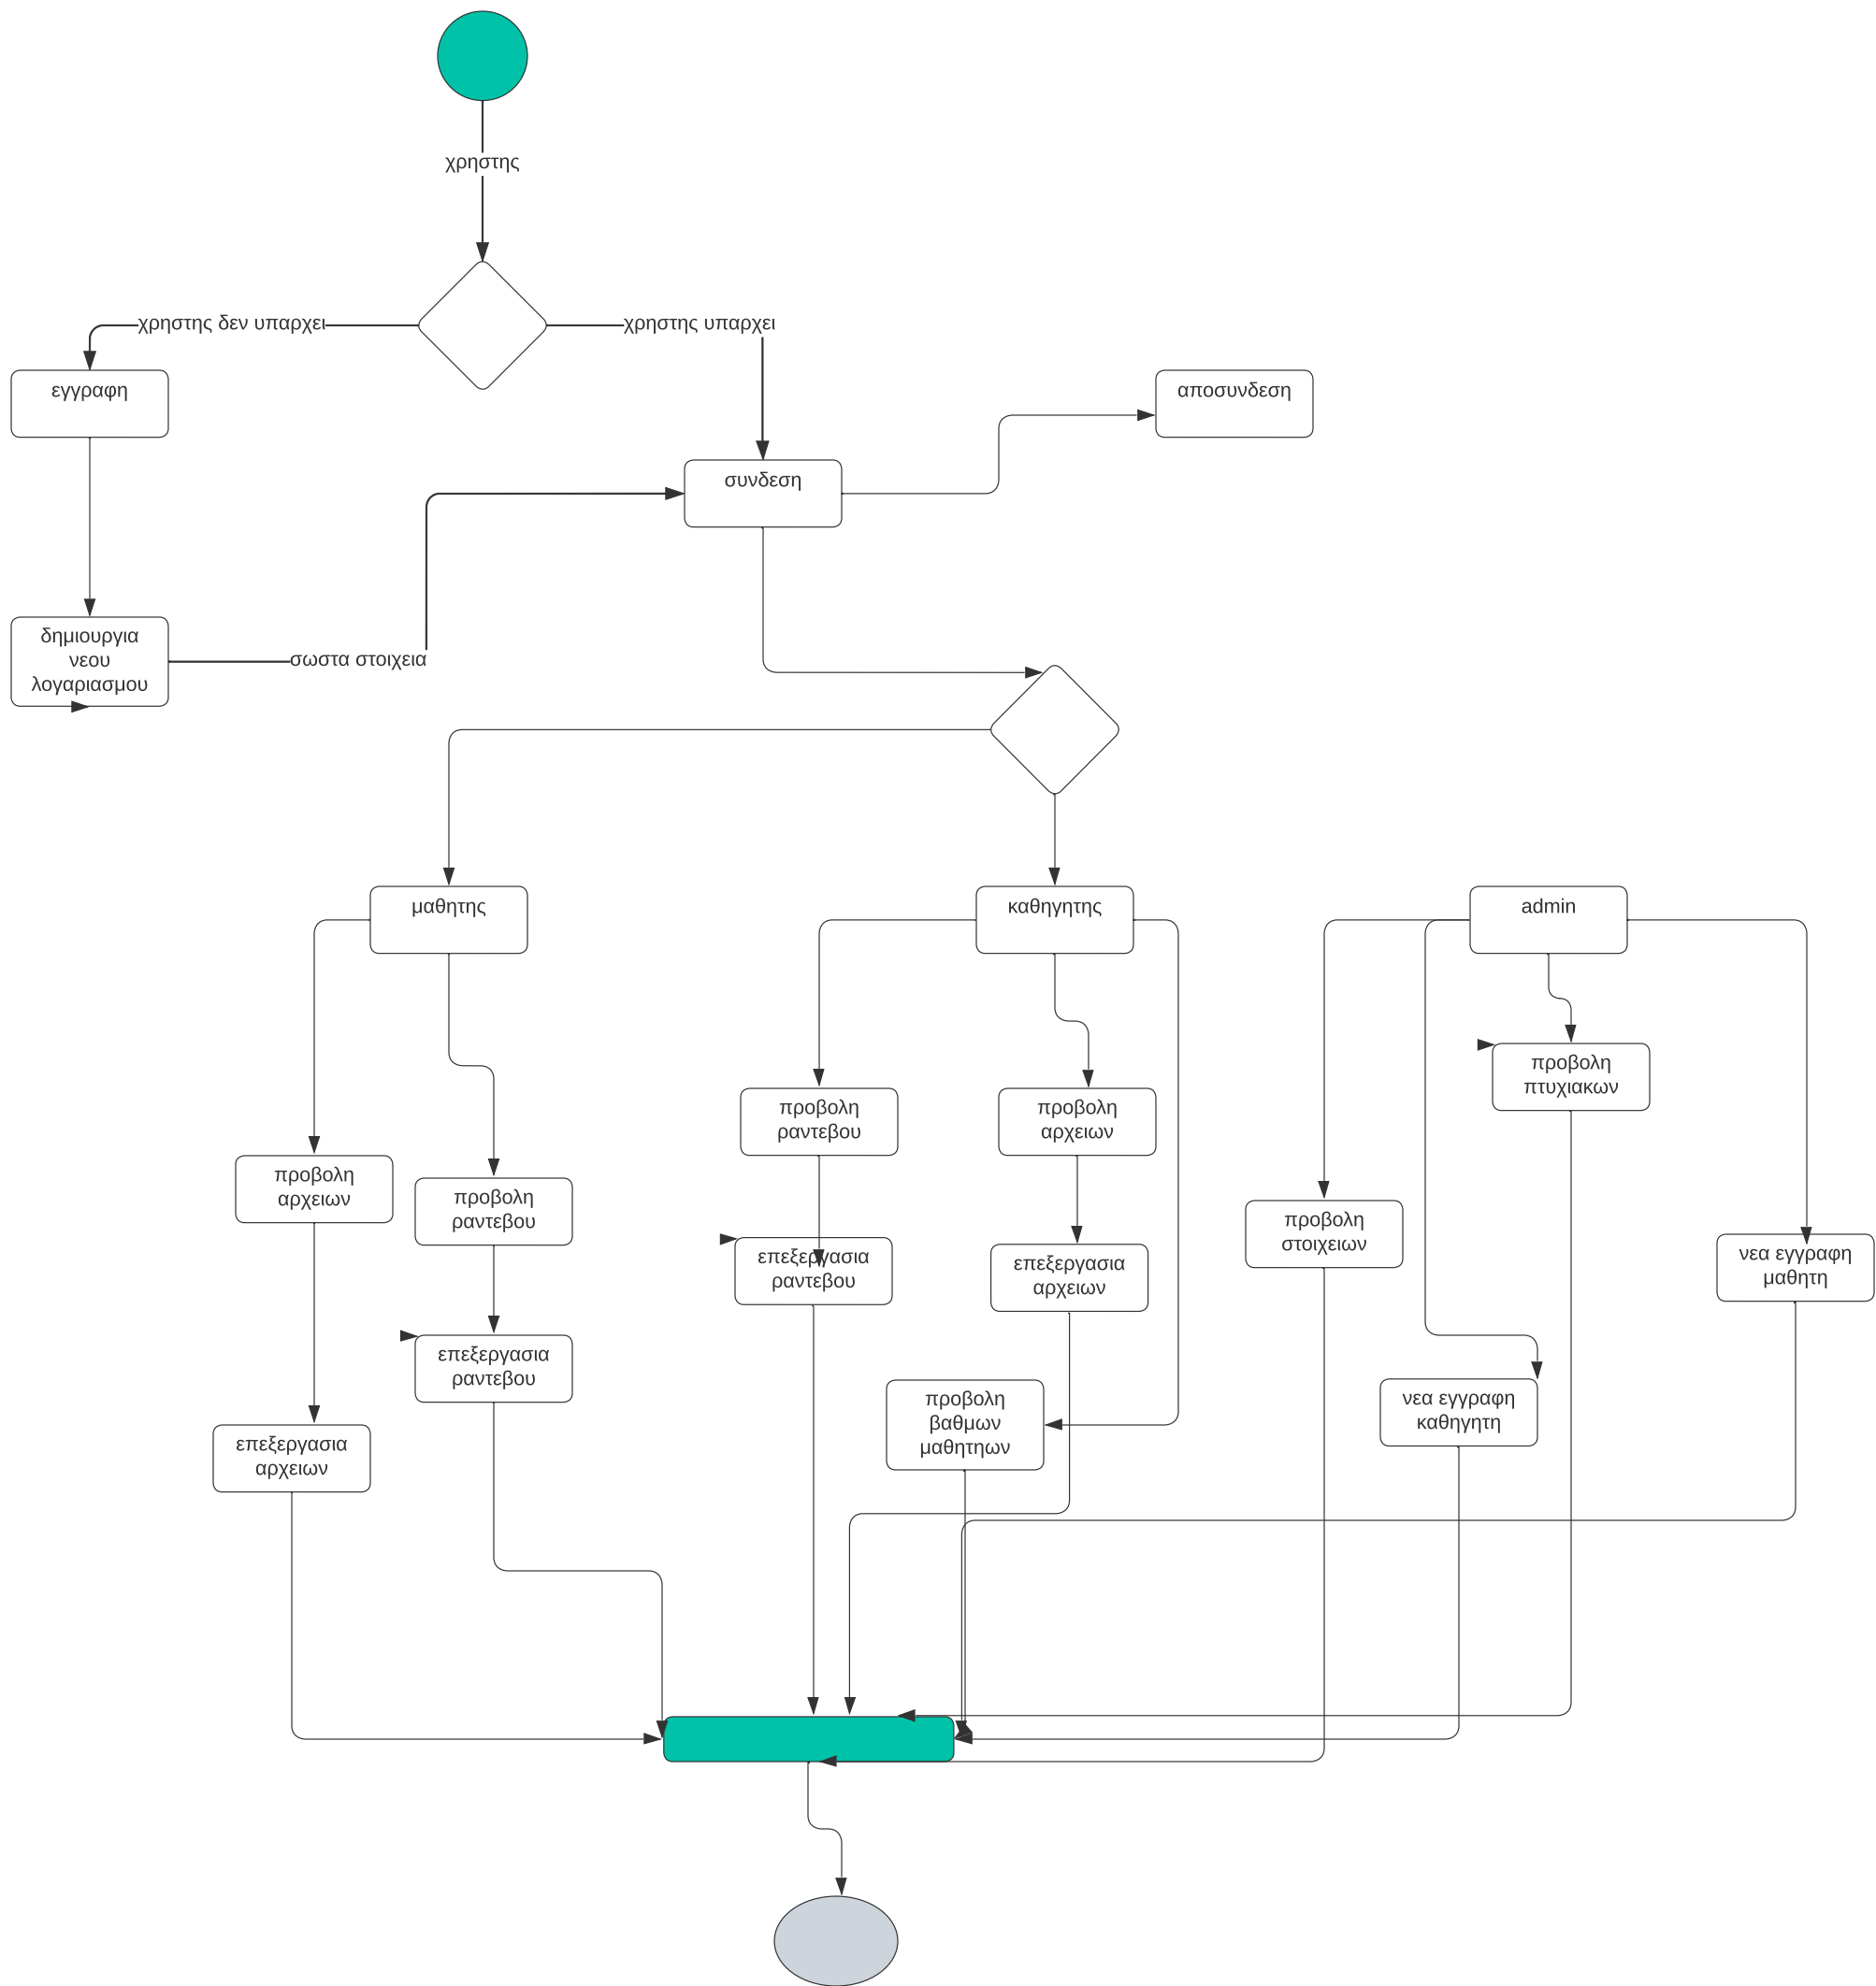 χρηστης
χρηστης δεν υπαρχει
χρηστης υπαρχει
εγγραφη
αποσυνδεση
συνδεση
δημιουργια
νεου
λογαριασμου
σωστα στοιχεια
μαθητης
καθηγητης
admin
προβολη
πτυχιακων
προβολη
ραντεβου
προβολη
αρχειων
προβολη
αρχειων
προβολη
ραντεβου
προβολη
στοιχειων
νεα εγγραφη
μαθητη
επεξεργασια
ραντεβου
επεξεργασια
αρχειων
επεξεργασια
ραντεβου
προβολη
βαθμων
μαθητηων
νεα εγγραφη
καθηγητη
επεξεργασια
αρχειων